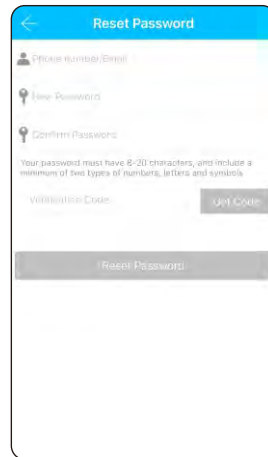 Reset Password
Phone number/Email
New Password
Confirm Password
Your password must have 8-20 characters, and include a
minimum of two types of numbers, letters and symbols
Verification Code
Get Code
Reset Password